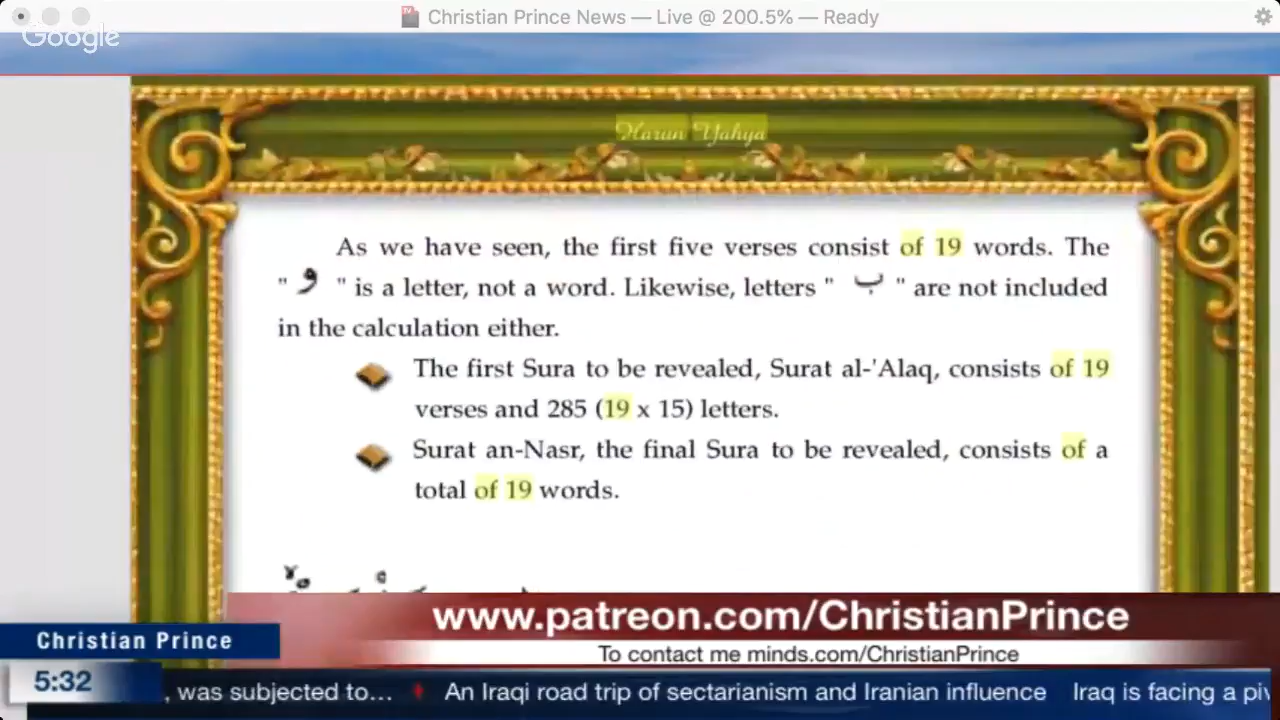 Christian Prince News — Live @ 200.5% — Ready
Google
Harun Yahya
As we have seen, the first five verses consist of 19 words. The
" و " is a letter, not a word. Likewise, letters " ب " are not included
in the calculation either.
The first Sura to be revealed, Surat al-'Alaq, consists of 19
verses and 285 (19 x 15) letters.
Surat an-Nasr, the final Sura to be revealed, consists of a
total of 19 words.
www.patreon.com/ChristianPrince
Christian Prince
To contact me minds.com/ChristianPrince
5:32
, was subjected to... An Iraqi road trip of sectarianism and Iranian influence Iraq is facing a piv